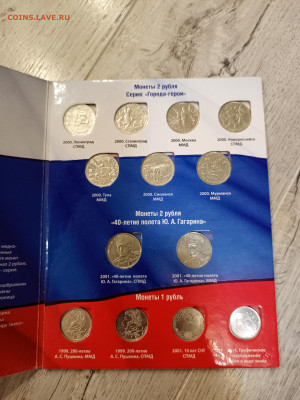 COINS.LAVE.RU
Монеты 2 рубля
Серия: «Города-герои»
2000, Ленинград
СПМД
2000, Сталинград
СПМД
2000, Москва
ММД
2000, Новороссийск
СПМД
2000, Тула
ММД
2000, Смоленск
ММД
2000, Мурманск
ММД
Монеты 2 рубля
«40-летие полета Ю. А. Гагарина»
2001, «40-летие полета
Ю. А. Гагарина», СПМД
2001, «40-летие полета
Ю. А. Гагарина», ММД
Монеты 1 рубль
1999, 200-летие
А. С. Пушкина, ММД
1999, 200-летие
А. С. Пушкина, СПМД
2001, 10 лет СНГ
СПМД